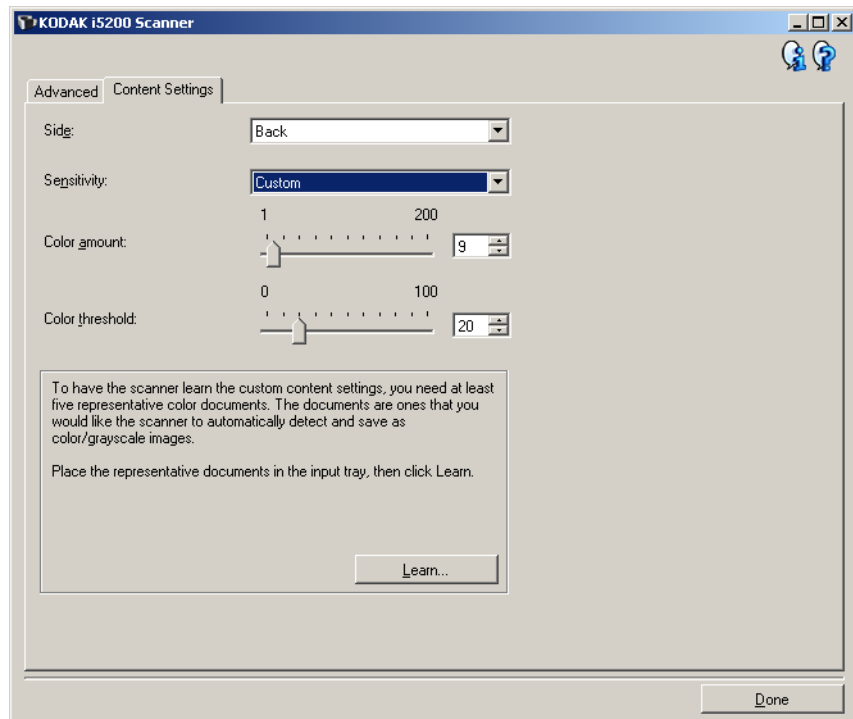 KODAK i5200 Scanner
Advanced
Content Settings
Side:
Back
Sensitivity:
Custom
1 200
Color amount:
9
0 100
Color threshold:
20
To have the scanner learn the custom content settings, you need at least
five representative color documents. The documents are ones that you
would like the scanner to automatically detect and save as
color/grayscale images.
Place the representative documents in the input tray, then click Learn.
Learn...
Done